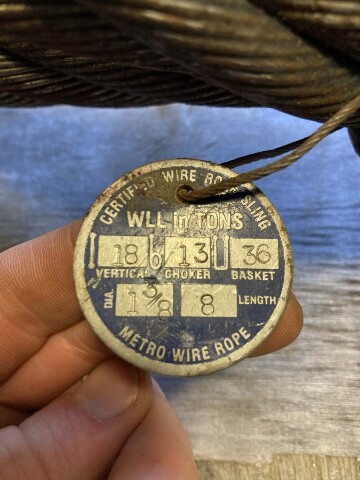 CERTIFIED WIRE ROPE SLING
WLL in TONS
18 13 36
VERTICAL CHOKER BASKET
DIA 1 3/8 8 LENGTH
METRO WIRE ROPE